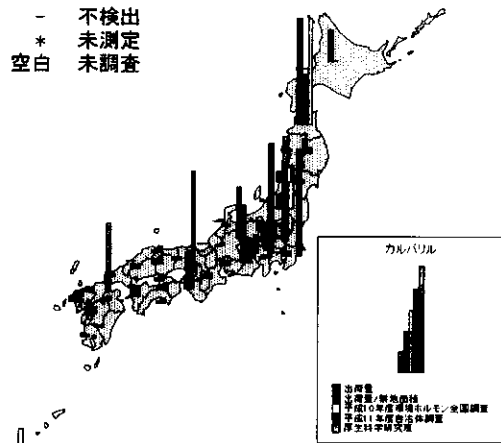 - 不検出
* 未測定
空白 未調査
カルバリル
出荷量
出荷量/耕地面積
平成10年度環境ホルモン全国調査
平成11年度自治体調査
厚生科学研究班